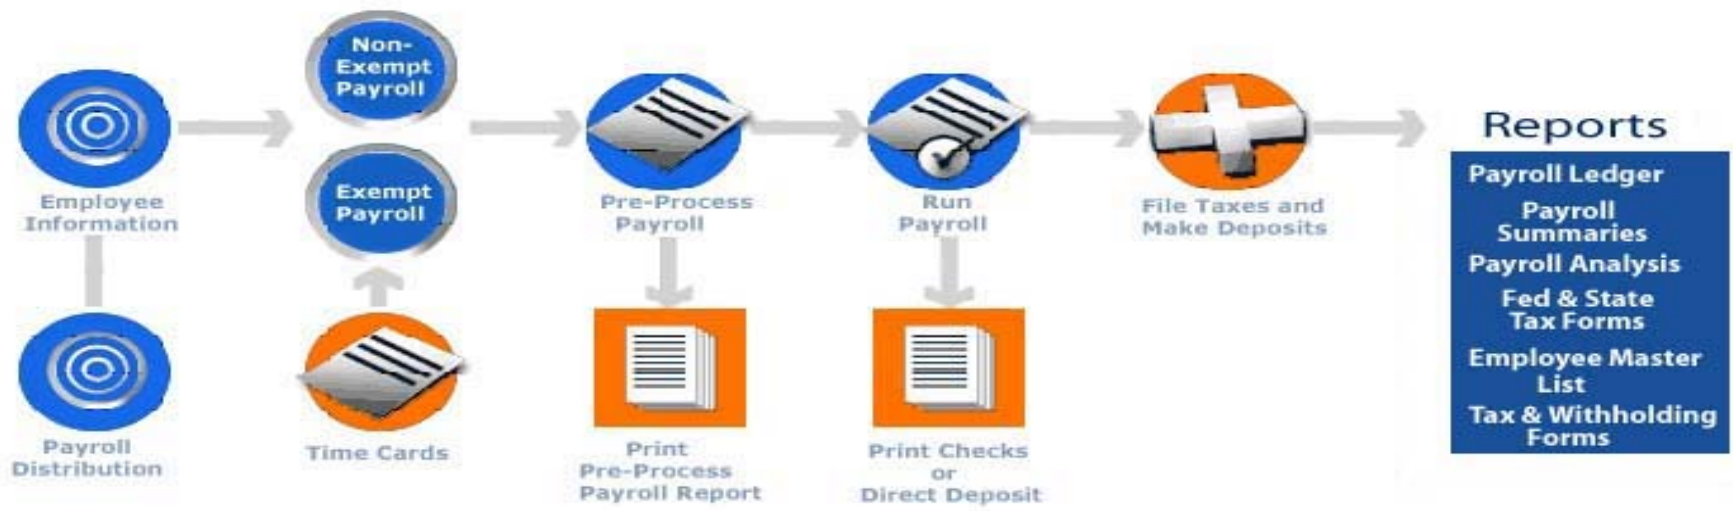 Non-
Exempt
Payroll
Exempt
Payroll
Employee
Information
Pre-Process
Payroll
Run
Payroll
File Taxes and
Make Deposits
Payroll
Distribution
Time Cards
Print
Pre-Process
Payroll Report
Print Checks
or
Direct Deposit
Reports
Payroll Ledger
Payroll
Summaries
Payroll Analysis
Fed & State
Tax Forms
Employee Master
List
Tax & Withholding
Forms